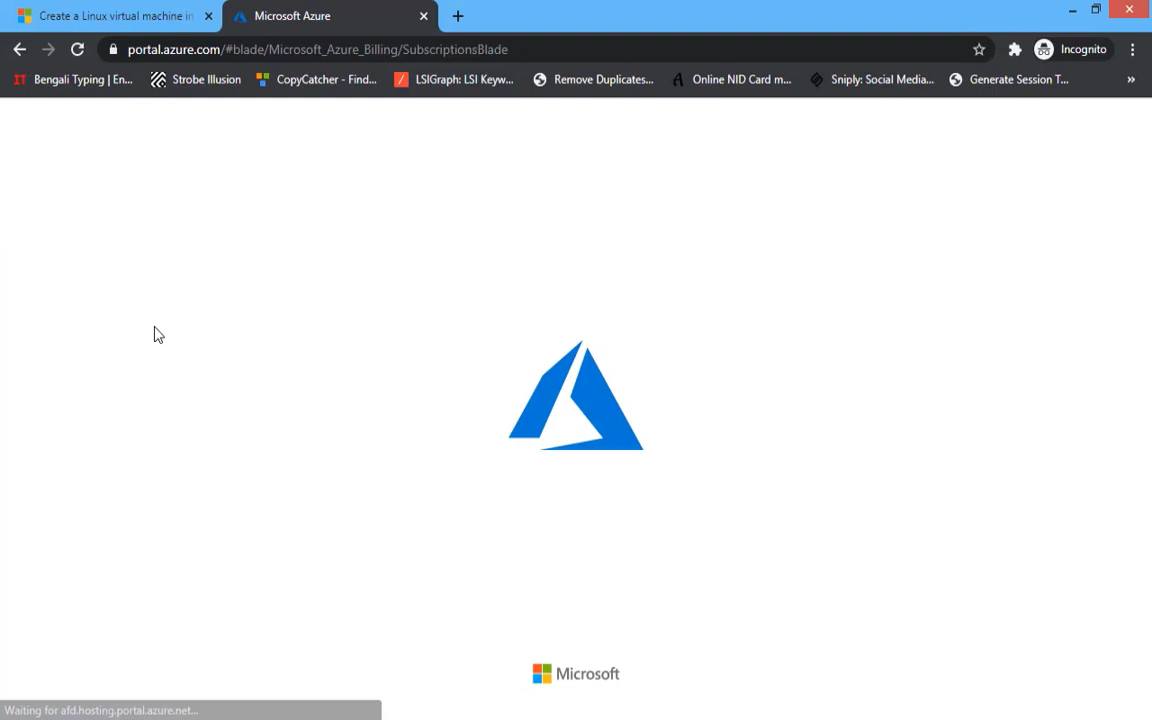 Create a Linux virtual machine in
Microsoft Azure
portal.azure.com/#blade/Microsoft_Azure_Billing/SubscriptionsBlade
Incognito
IT Bengali Typing | En...
Strobe Illusion
CopyCatcher - Find...
LSIGraph: LSI Keyw...
Remove Duplicates...
Online NID Card m...
Sniply: Social Media...
Generate Session T...
»
Microsoft
Waiting for afd.hosting.portal.azure.net...